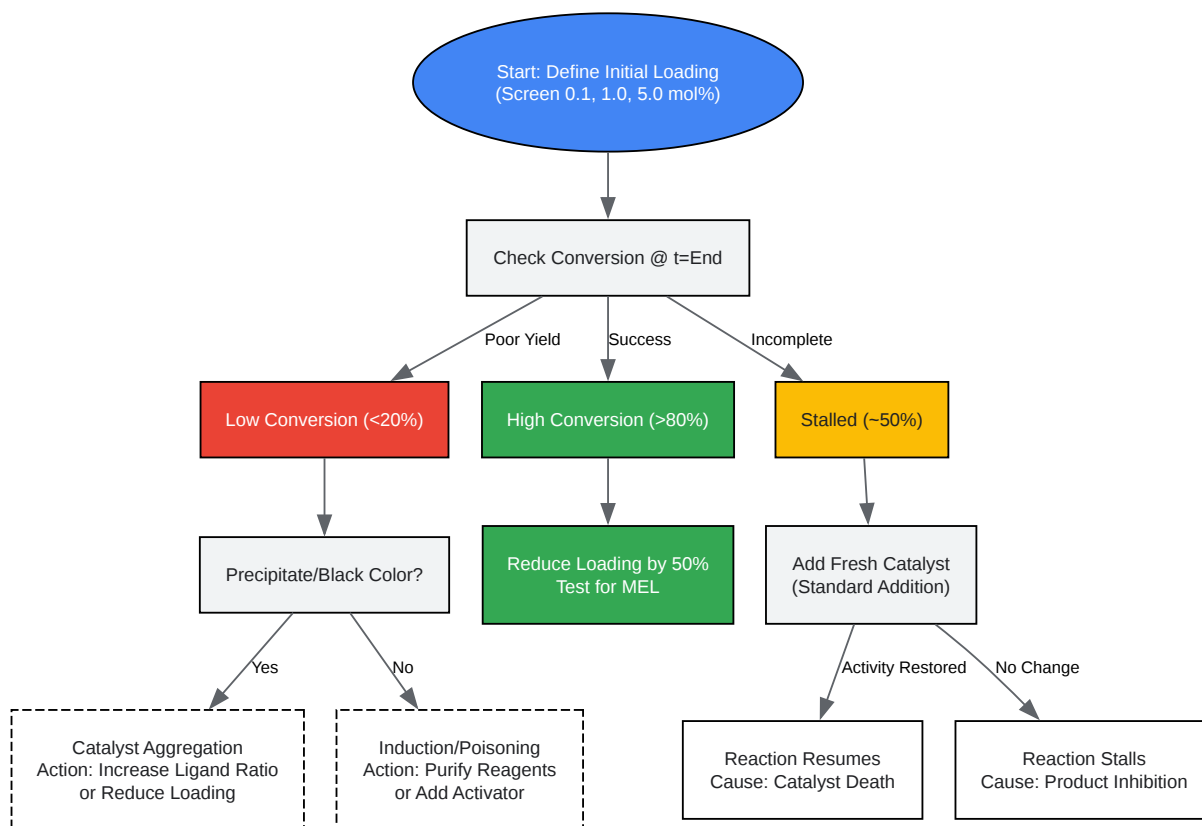 Start: Define Initial Loading
(Screen 0.1, 1.0, 5.0 mol%)
Check Conversion @ t=End
Poor Yield
Success
Incomplete
Low Conversion (<20%)
High Conversion (>80%)
Stalled (~50%)
Precipitate/Black Color?
Reduce Loading by 50%
Test for MEL
Add Fresh Catalyst
(Standard Addition)
Yes
No
Activity Restored
No Change
Catalyst Aggregation
Action: Increase Ligand Ratio
or Reduce Loading
Induction/Poisoning
Action: Purify Reagents
or Add Activator
Reaction Resumes
Cause: Catalyst Death
Reaction Stalls
Cause: Product Inhibition